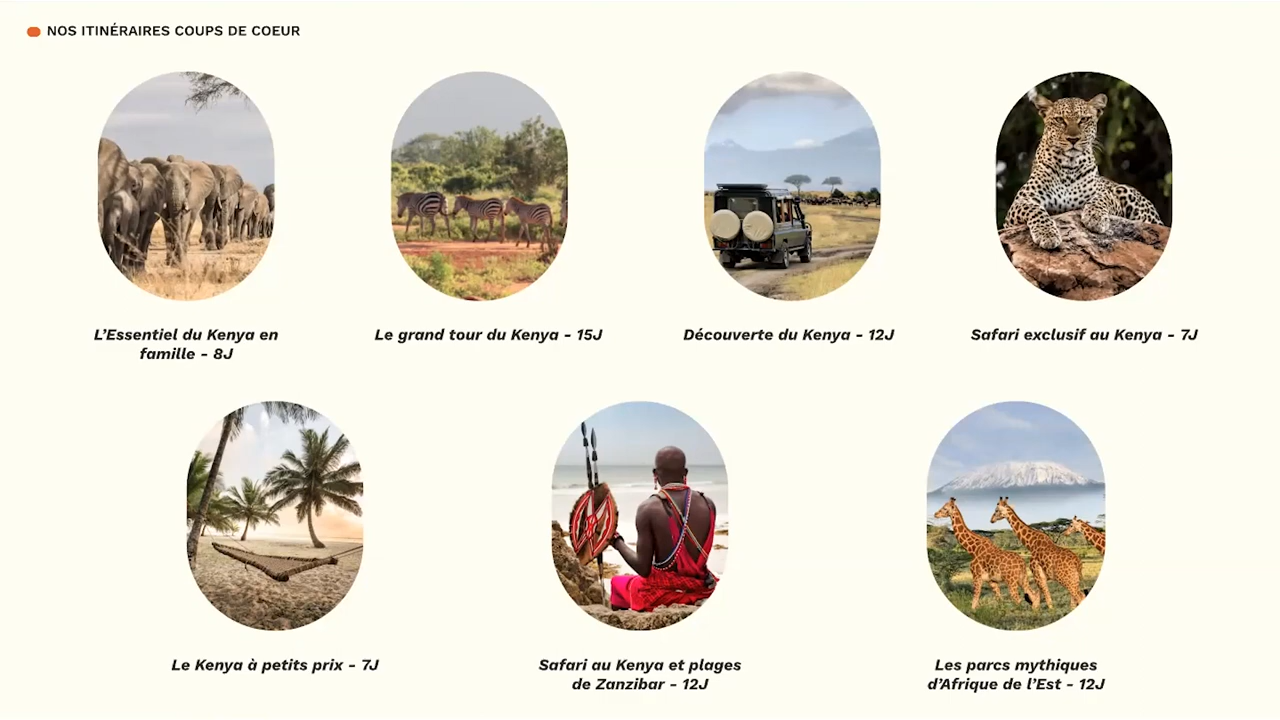 NOS ITINÉRAIRES COUPS DE COEUR
L'Essentiel du Kenya en
famille - 8J
Le grand tour du Kenya - 15J
Découverte du Kenya - 12J
Safari exclusif au Kenya - 7J
Le Kenya à petits prix - 7J
Safari au Kenya et plages
de Zanzibar - 12J
Les parcs mythiques
d'Afrique de l'Est - 12J